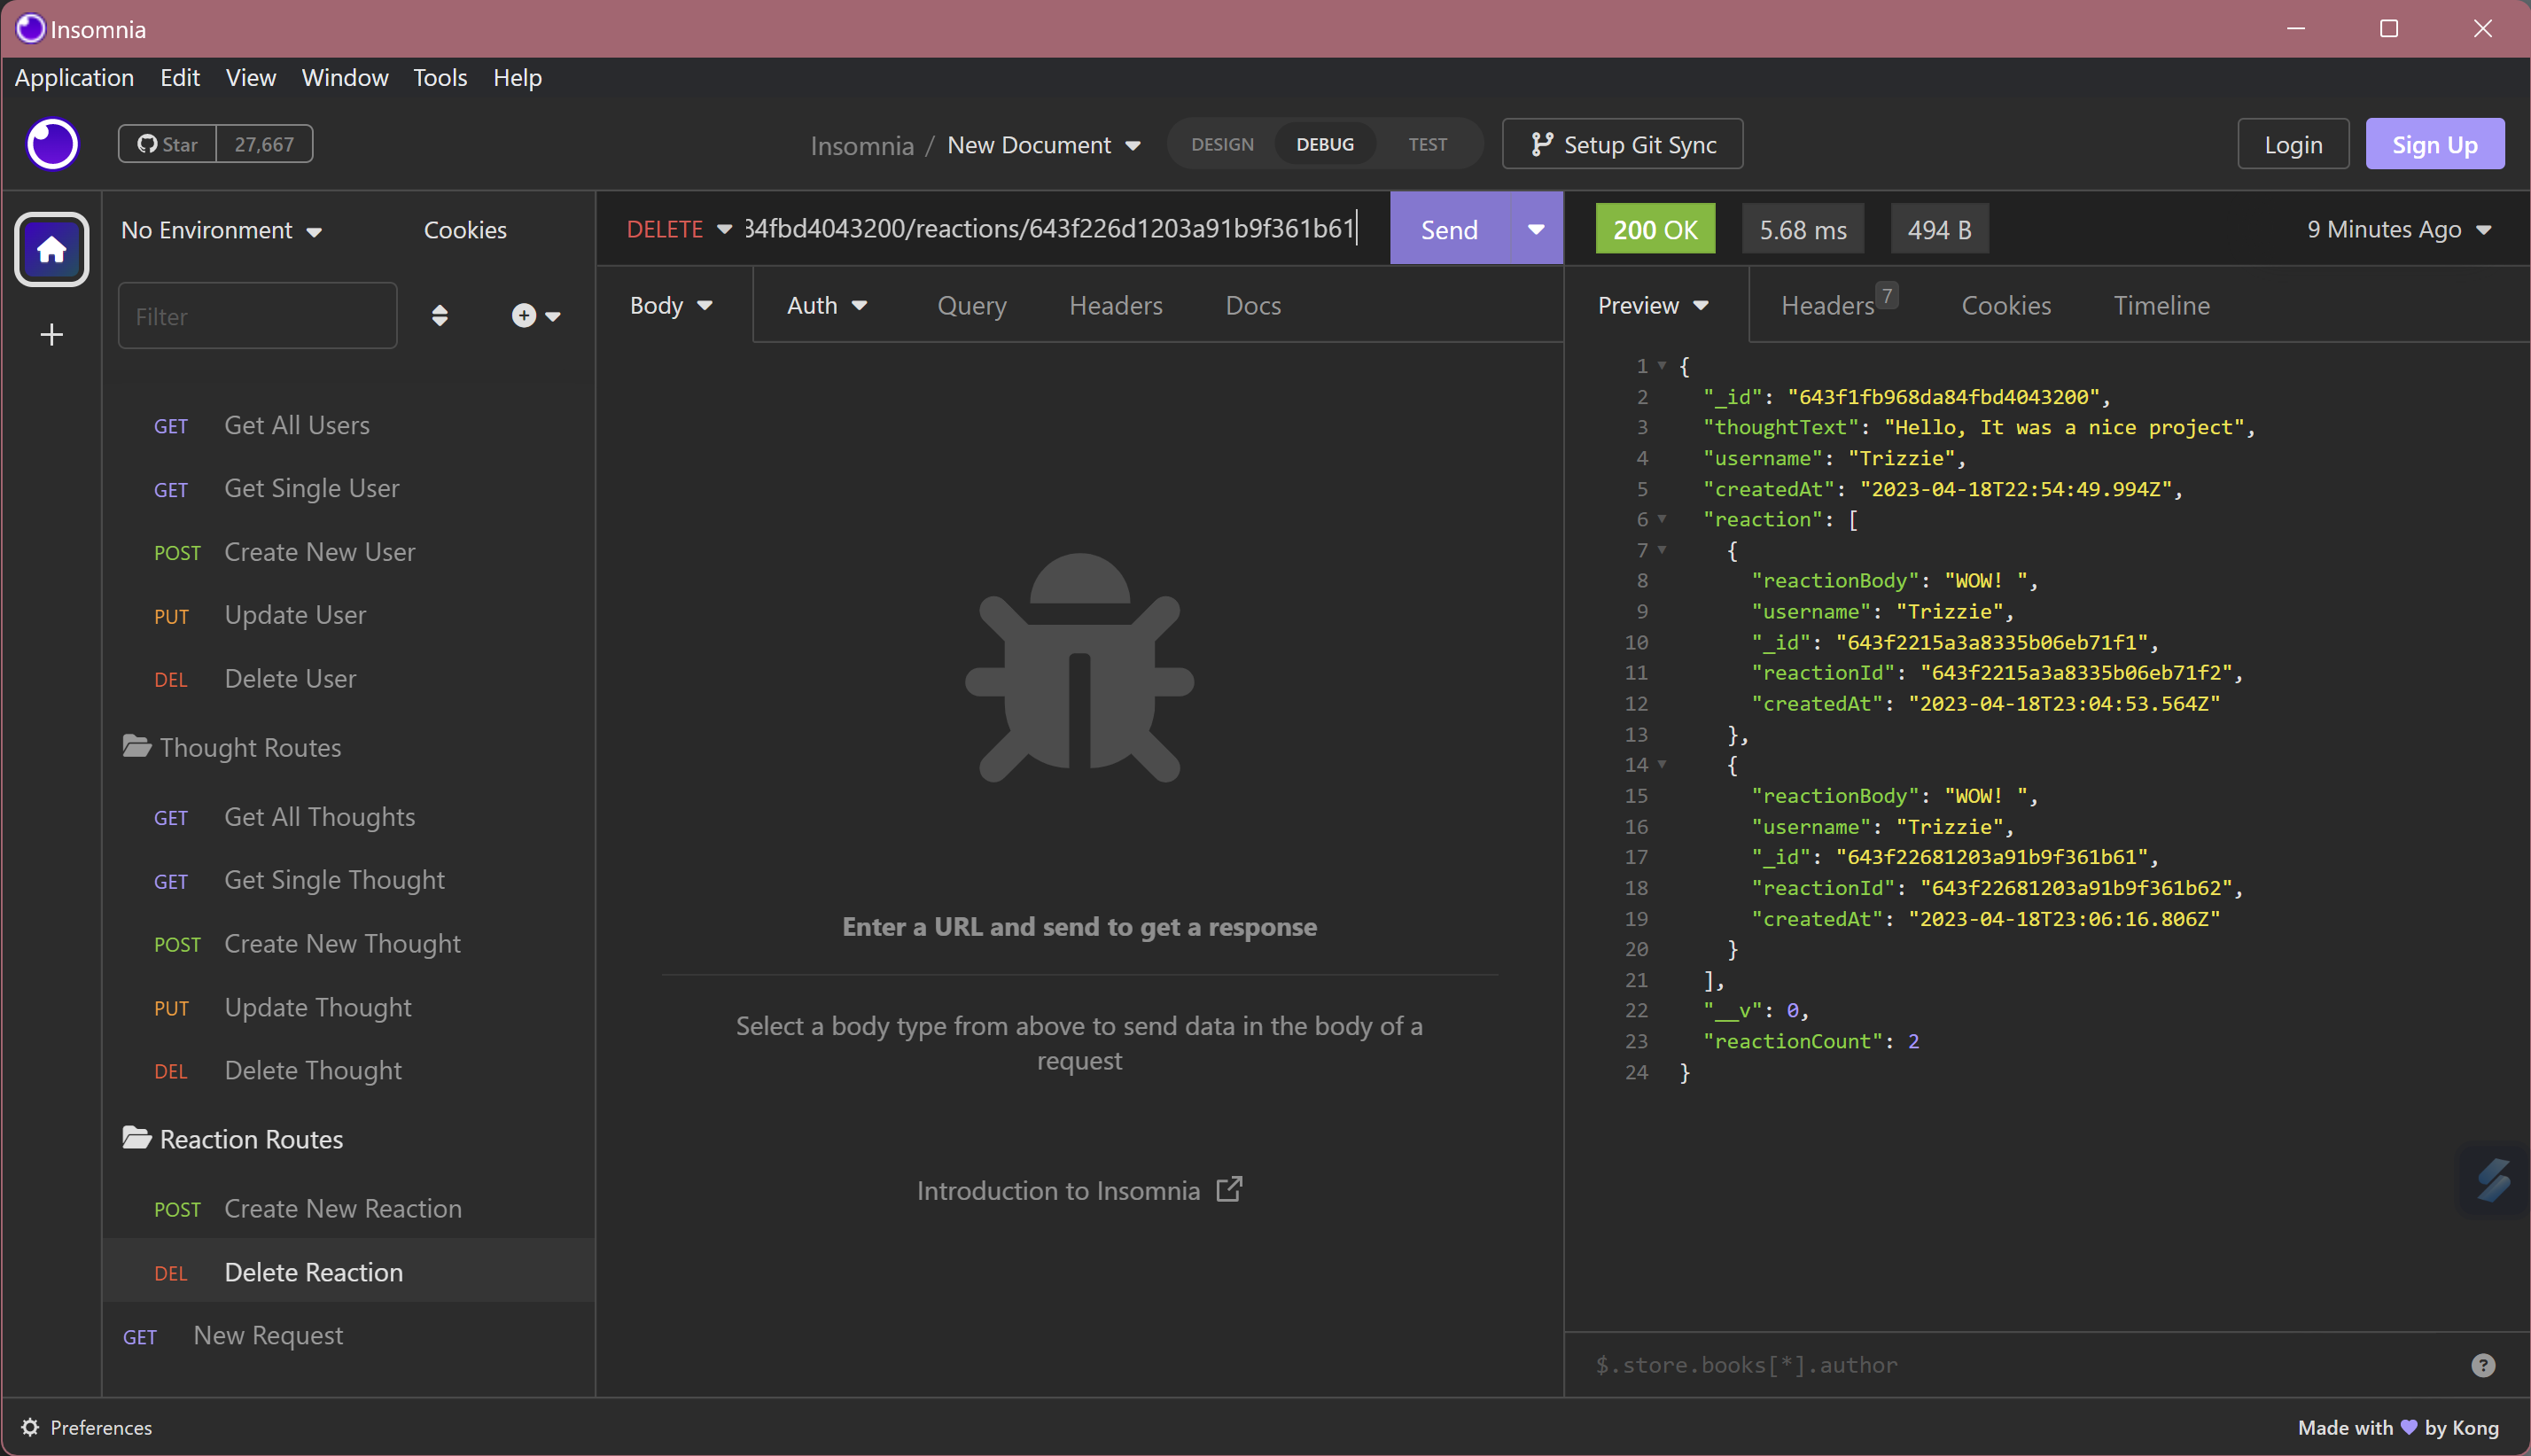 Insomnia
Application Edit View Window Tools Help
Star 27,667
Insomnia / New Document
DESIGN DEBUG TEST
Setup Git Sync
Login
Sign Up
No Environment
Cookies
Filter
GET Get All Users
GET Get Single User
POST Create New User
PUT Update User
DEL Delete User
Thought Routes
GET Get All Thoughts
GET Get Single Thought
POST Create New Thought
PUT Update Thought
DEL Delete Thought
Reaction Routes
POST Create New Reaction
DEL Delete Reaction
GET New Request
DELETE 84fbd4043200/reactions/643f226d1203a91b9f361b61
Send
Body Auth Query Headers Docs
Enter a URL and send to get a response
Select a body type from above to send data in the body of a
request
Introduction to Insomnia
200 OK 5.68 ms 494 B
9 Minutes Ago
Preview Headers 7 Cookies Timeline
1 {
2 "_id": "643f1fb968da84fbd4043200",
3 "thoughtText": "Hello, It was a nice project",
4 "username": "Trizzie",
5 "createdAt": "2023-04-18T22:54:49.994Z",
6 "reaction": [
7 {
8 "reactionBody": "WOW! ",
9 "username": "Trizzie",
10 "_id": "643f2215a3a8335b06eb71f1",
11 "reactionId": "643f2215a3a8335b06eb71f2",
12 "createdAt": "2023-04-18T23:04:53.564Z"
13 },
14 {
15 "reactionBody": "WOW! ",
16 "username": "Trizzie",
17 "_id": "643f22681203a91b9f361b61",
18 "reactionId": "643f22681203a91b9f361b62",
19 "createdAt": "2023-04-18T23:06:16.806Z"
20 }
21 ],
22 "__v": 0,
23 "reactionCount": 2
24 }
$.store.books[*].author
Preferences
Made with 💜 by Kong